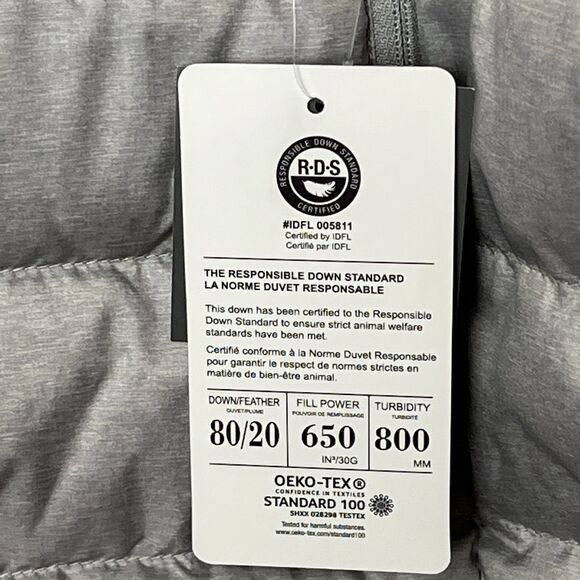 RESPONSIBLE DOWN STANDARD
R·D·S
CERTIFIED
#IDFL 005811
Certified by IDFL
Certifié par IDFL
THE RESPONSIBLE DOWN STANDARD
LA NORME DUVET RESPONSABLE
This down has been certified to the Responsible
Down Standard to ensure strict animal welfare
standards have been met.
Certifié conforme à la Norme Duvet Responsable
pour garantir le respect de normes strictes en
matière de bien-être animal.
DOWN/FEATHER
DUVET/PLUME
80/20
FILL POWER
POUVOIR DE REMPLISSAGE
650
IN³/30G
TURBIDITY
TURBIDITÉ
800
MM
OEKO-TEX®
CONFIDENCE IN TEXTILES
STANDARD 100
SHXX 028298 TESTEX
Tested for harmful substances.
www.oeko-tex.com/standard100